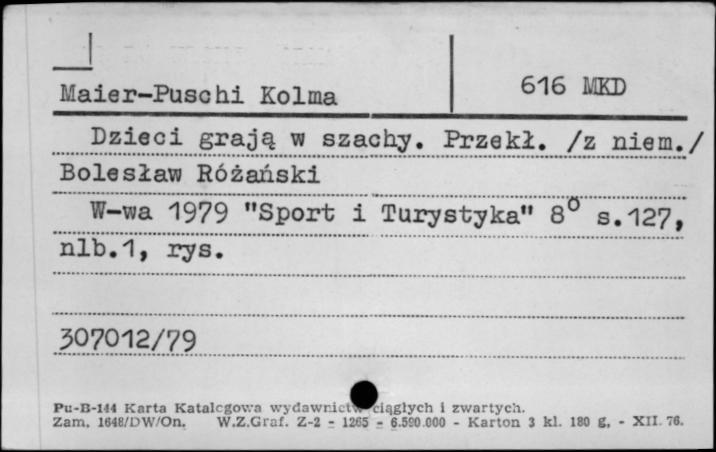 Maier-Puschi Kolma
616 MKD
Dzieci grają w szachy. Przekł. /z niem./
Bolesław Różański
W-wa 1979 "Sport i Turystyka" 8° s.127,
nlb.1, rys.
307012/79
Pu-B-144 Karta Katalogowa wydawnictw ciągłych i zwartych.
Zam. 1648/DW/On. W.Z.Graf. Z-2 - 1265 - 6.590.000 - Karton 3 kl. 180 g. - XII. 76.